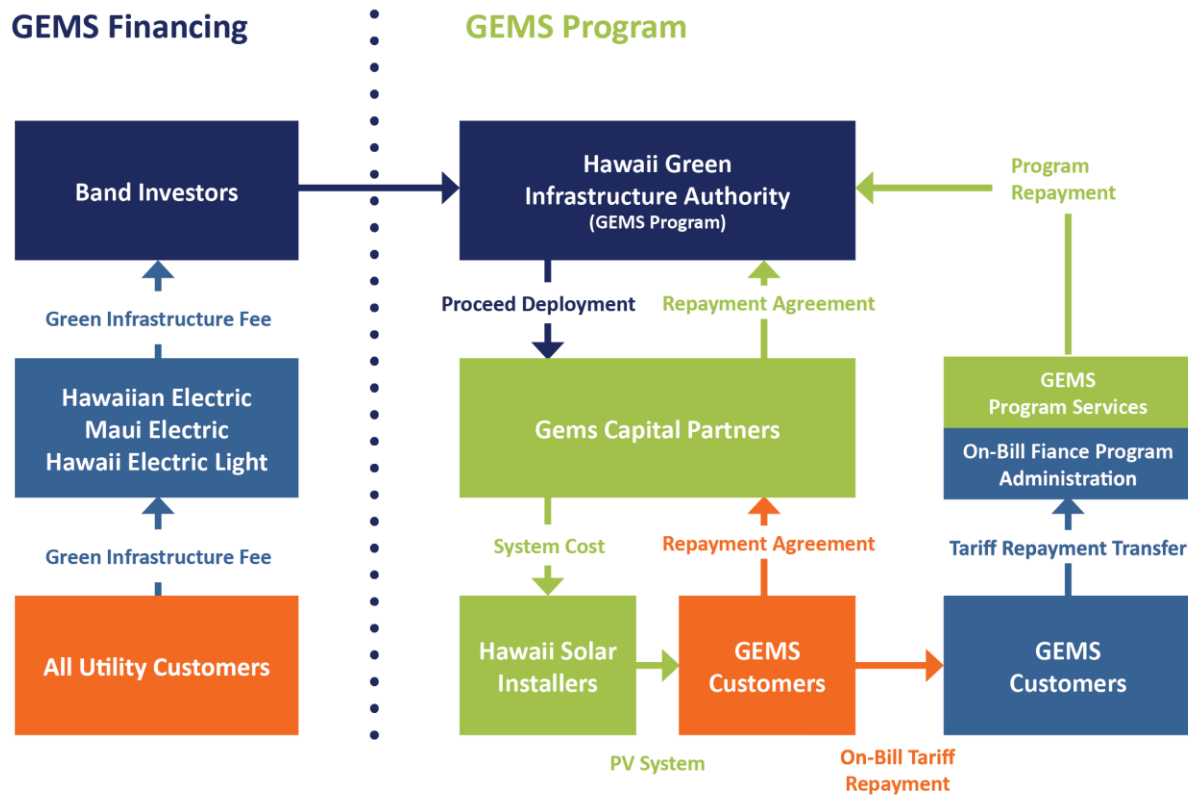 GEMS Financing
GEMS Program
Band Investors
Hawaii Green
Infrastructure Authority
(GEMS Program)
Program
Repayment
Green Infrastructure Fee
Proceed Deployment
Repayment Agreement
Hawaiian Electric
Maui Electric
Hawaii Electric Light
Gems Capital Partners
GEMS
Program Services
On-Bill Fiance Program
Administration
Green Infrastructure Fee
System Cost
Repayment Agreement
Tariff Repayment Transfer
All Utility Customers
Hawaii Solar
Installers
GEMS
Customers
GEMS
Customers
PV System
On-Bill Tariff
Repayment